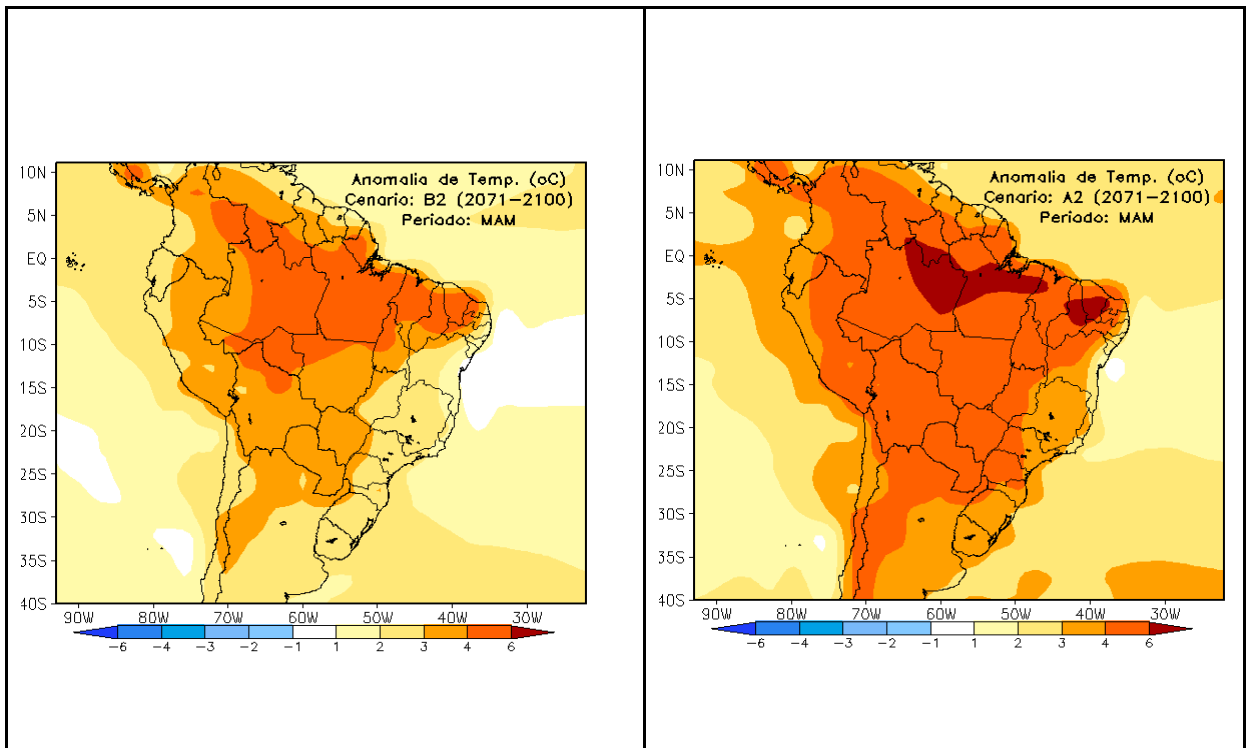 Anomalia de Temp. (oC)
Cenario: B2 (2071−2100)
Periodo: MAM
10N
5N
EQ
5S
10S
15S
20S
25S
30S
35S
40S
90W 80W 70W 60W 50W 40W 30W
−6 −4 −3 −2 −1 1 2 3 4 6
Anomalia de Temp. (oC)
Cenario: A2 (2071−2100)
Periodo: MAM
10N
5N
EQ
5S
10S
15S
20S
25S
30S
35S
40S
90W 80W 70W 60W 50W 40W 30W
−6 −4 −3 −2 −1 1 2 3 4 6